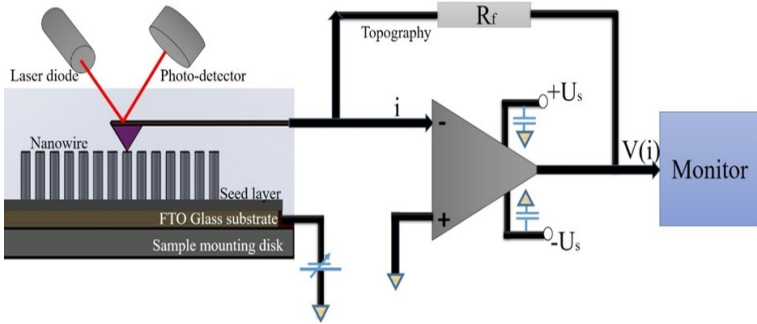 Rf
Topography
Laser diode
Photo-detector
+Us
i
-
Nanowire
V(i)
Monitor
Seed layer
FTO Glass substrate
+
Sample mounting disk
-Us